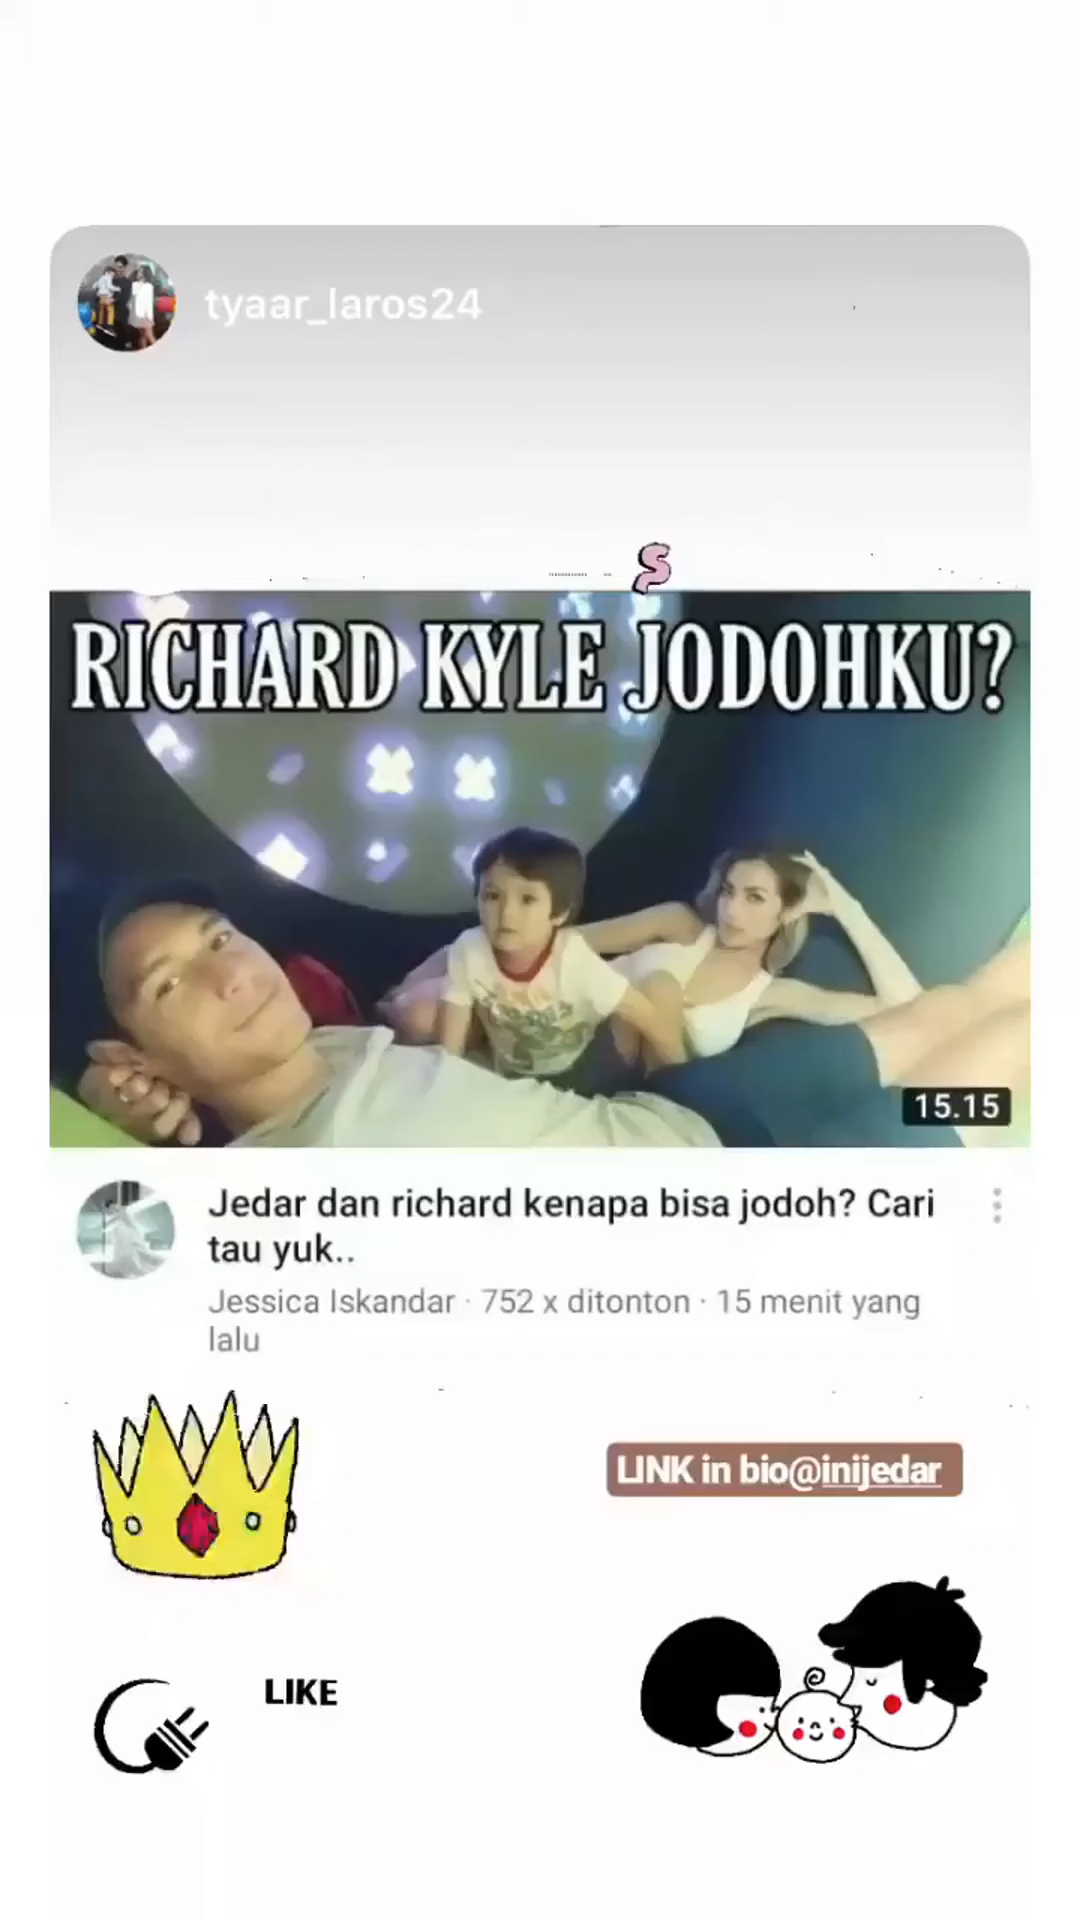 tyaar_laros24
S
RICHARD KYLE JODOHKU?
15.15
Jedar dan richard kenapa bisa jodoh? Cari
tau yuk..
Jessica Iskandar · 752 x ditonton · 15 menit yang
lalu
LINK in bio@inijedar
LIKE